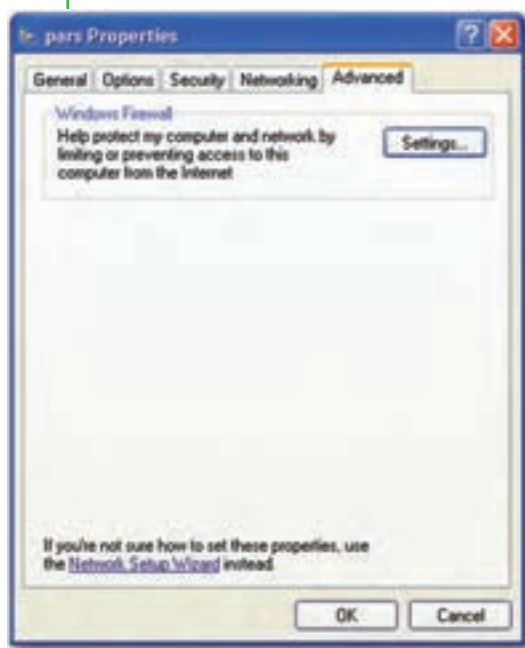 pars Properties
General Options Security Networking Advanced
Windows Firewall
Help protect my computer and network by
limiting or preventing access to this
computer from the Internet
Settings...
If you're not sure how to set these properties, use
the Network Setup Wizard instead.
OK Cancel